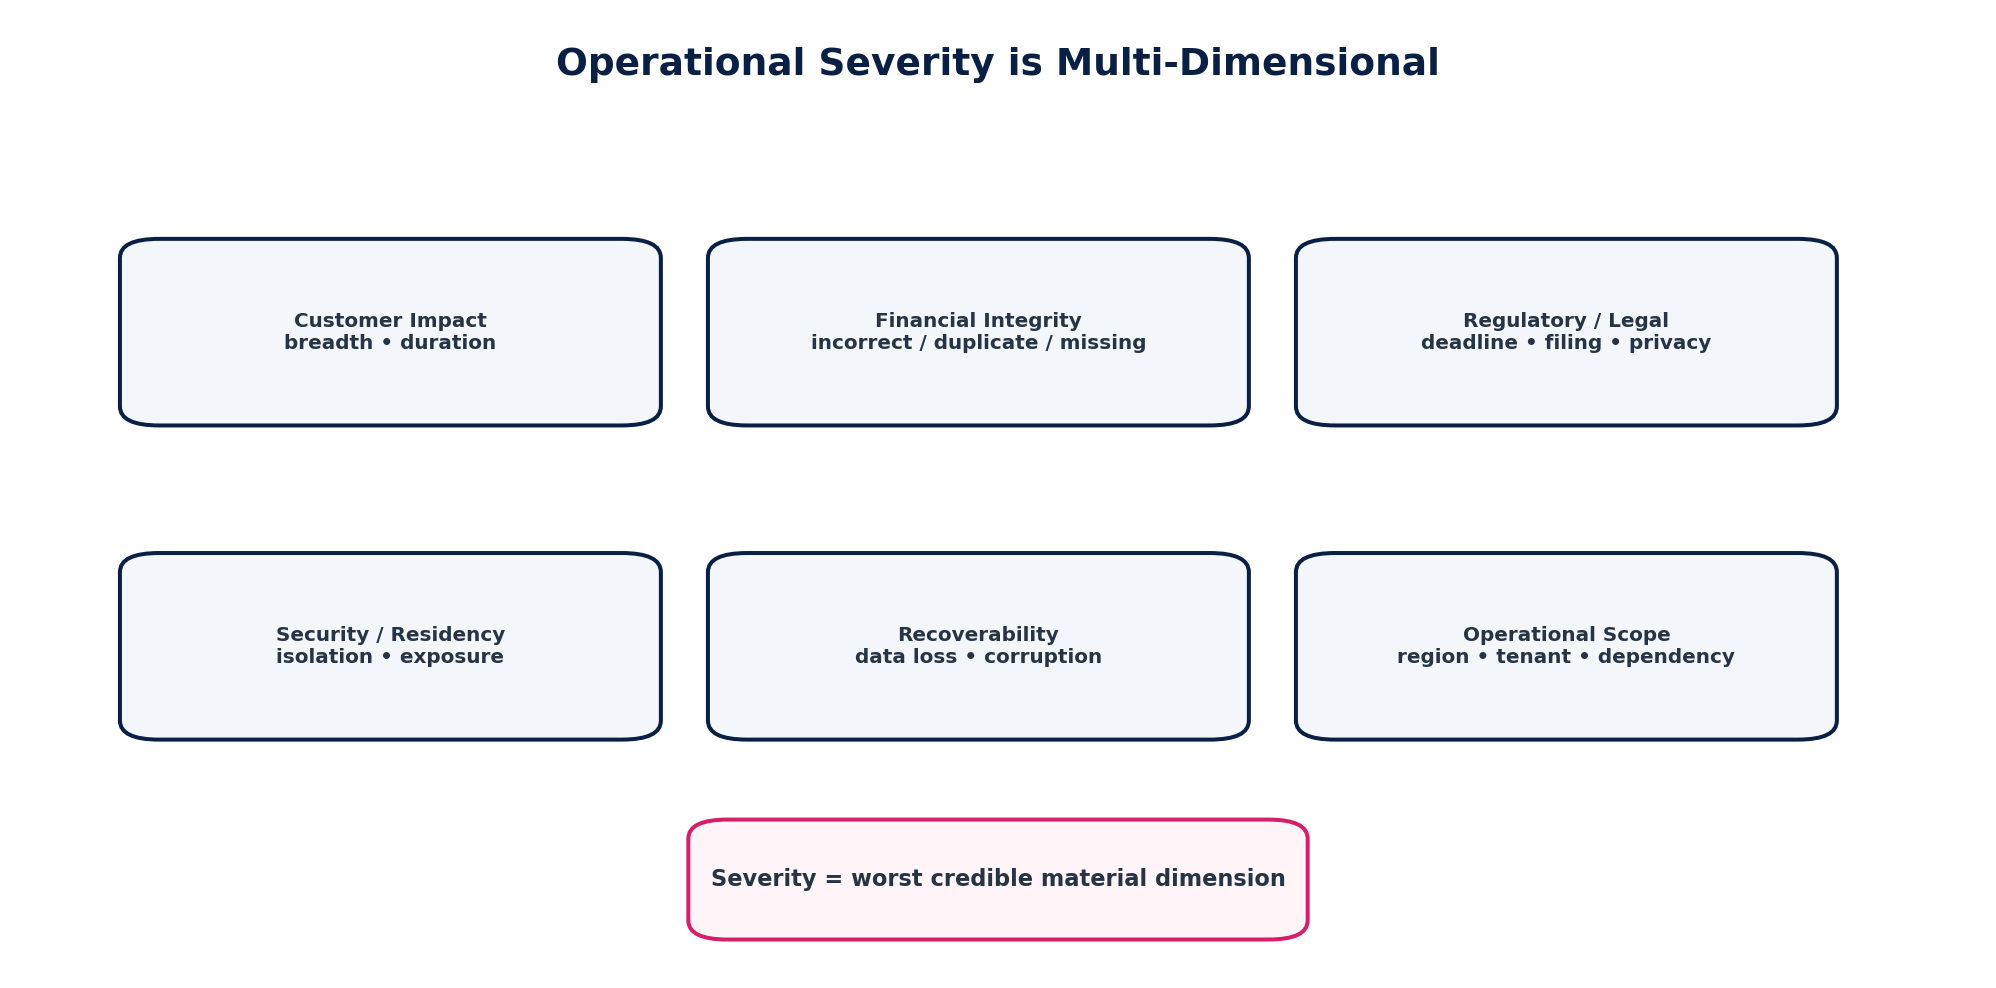 Operational Severity is Multi-Dimensional
Customer Impact
breadth • duration
Financial Integrity
incorrect / duplicate / missing
Regulatory / Legal
deadline • filing • privacy
Security / Residency
isolation • exposure
Recoverability
data loss • corruption
Operational Scope
region • tenant • dependency
Severity = worst credible material dimension